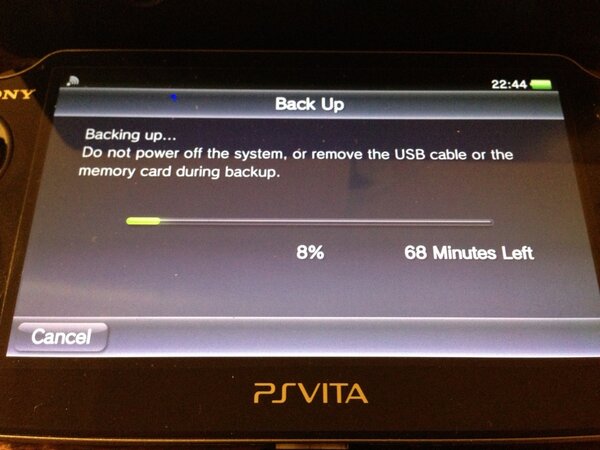 22:44
SONY
Back Up
Backing up...
Do not power off the system, or remove the USB cable or the
memory card during backup.
8%
68 Minutes Left
Cancel
PSVITA